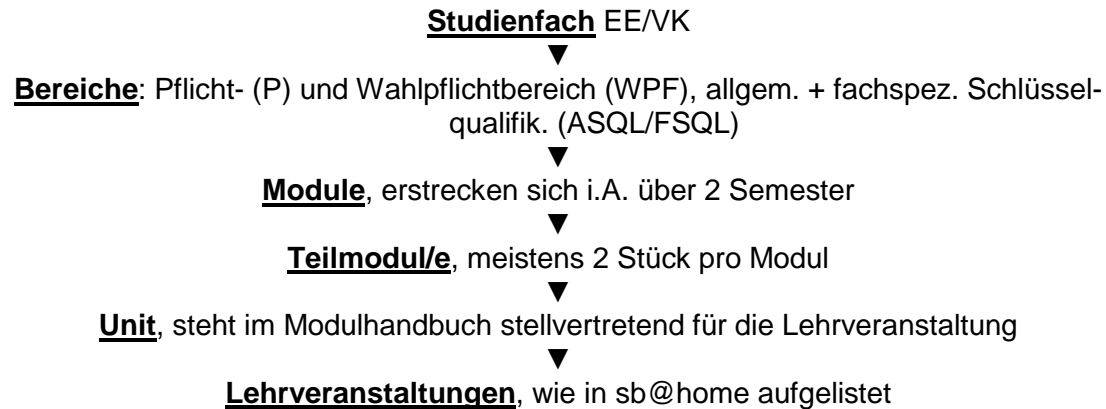 Studienfach EE/VK
▼
Bereiche: Pflicht- (P) und Wahlpflichtbereich (WPF), allgem. + fachspez. Schlüssel-
qualifik. (ASQL/FSQL)
▼
Module, erstrecken sich i.A. über 2 Semester
▼
Teilmodul/e, meistens 2 Stück pro Modul
▼
Unit, steht im Modulhandbuch stellvertretend für die Lehrveranstaltung
▼
Lehrveranstaltungen, wie in sb@home aufgelistet